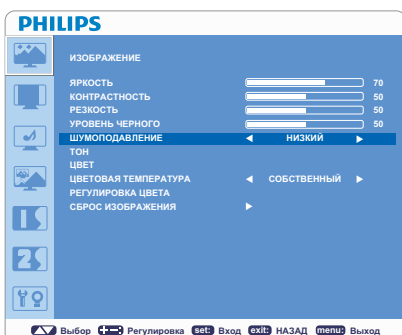 PHILIPS
ИЗОБРАЖЕНИЕ
ЯРКОСТЬ 70
КОНТРАСТНОСТЬ 50
РЕЗКОСТЬ 50
УРОВЕНЬ ЧЕРНОГО 50
ШУМОПОДАВЛЕНИЕ НИЗКИЙ
ТОН
ЦВЕТ
ЦВЕТОВАЯ ТЕМПЕРАТУРА СОБСТВЕННЫЙ
РЕГУЛИРОВКА ЦВЕТА
СБРОС ИЗОБРАЖЕНИЯ
Выбор Регулировка set: Вход exit: НАЗАД menu: Выход